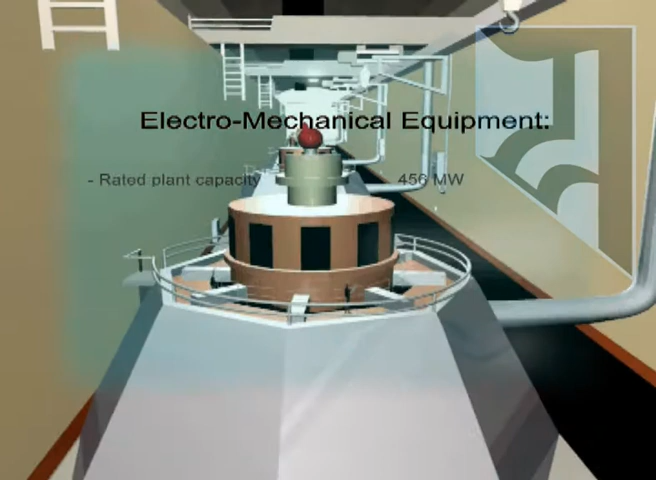 Electro-Mechanical Equipment:
- Rated plant capacity 456 MW